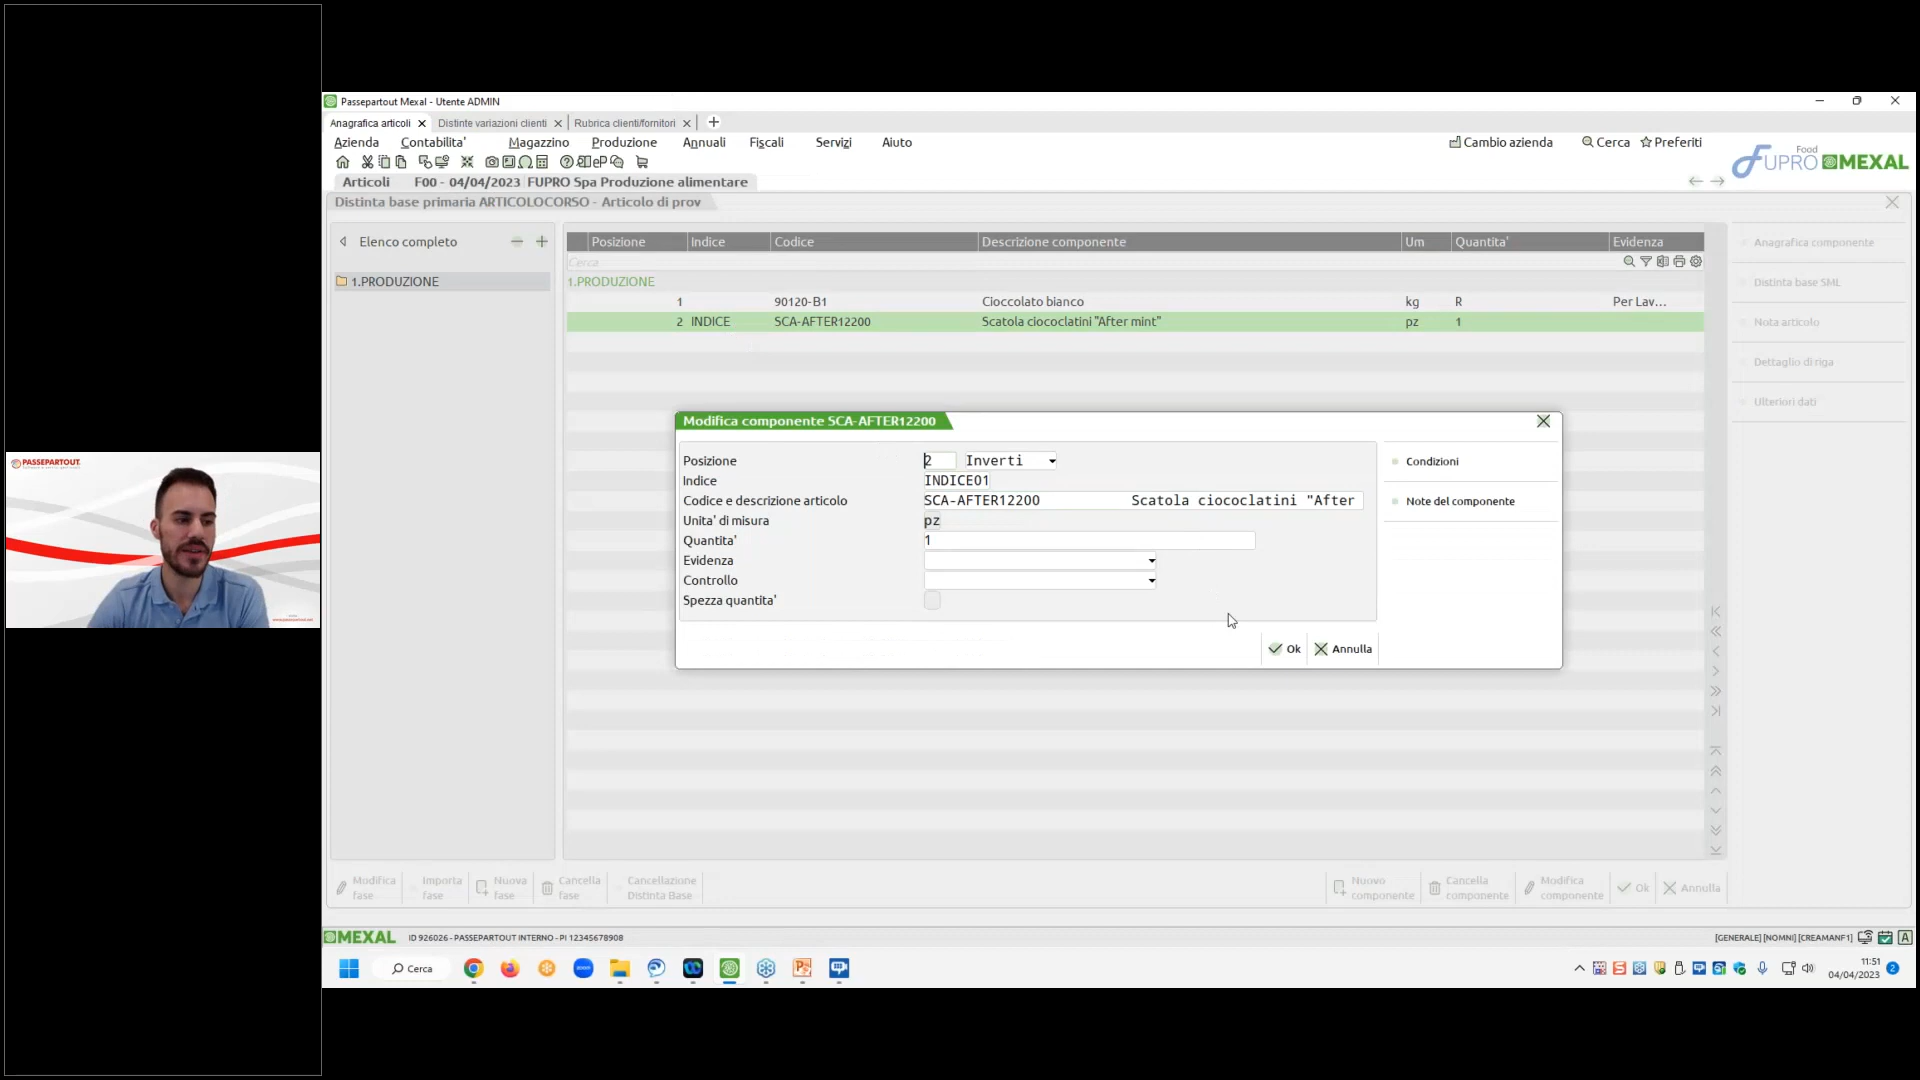 Passepartout Mexal - Utente ADMIN
Anagrafica articoli Distinte variazioni clienti Rubrica clienti/fornitori
Azienda Contabilita' Magazzino Produzione Annuali Fiscali Servizi Aiuto Cambio azienda Cerca Preferiti
Food
FUPRO MEXAL
Articoli F00 - 04/04/2023 FUPRO Spa Produzione alimentare
Distinta base primaria ARTICOLOCORSO - Articolo di prov
Elenco completo
1.PRODUZIONE
Posizione Indice Codice Descrizione componente Um Quantita' Evidenza
Cerca
1.PRODUZIONE
1 90120-B1 Cioccolato bianco kg R Per Lav...
2 INDICE SCA-AFTER12200 Scatola ciococlatini "After mint" pz 1
Anagrafica componente
Distinta base SML
Nota articolo
Dettaglio di riga
Ulteriori dati
Modifica componente SCA-AFTER12200
Posizione 2 Inverti
Indice INDICE01
Codice e descrizione articolo SCA-AFTER12200 Scatola ciococlatini "After
Unita' di misura pz
Quantita' 1
Evidenza
Controllo
Spezza quantita'
Condizioni
Note del componente
Ok Annulla
PASSEPARTOUT
Modifica fase Importa fase Nuova fase Cancella fase Cancellazione Distinta Base
Nuovo componente Cancella componente Modifica componente Ok Annulla
MEXAL ID 926026 - PASSEPARTOUT INTERNO - PI 12345678908 [GENERALE] [NOMNI] [CREAMANF1]
Cerca
11:51
04/04/2023
2